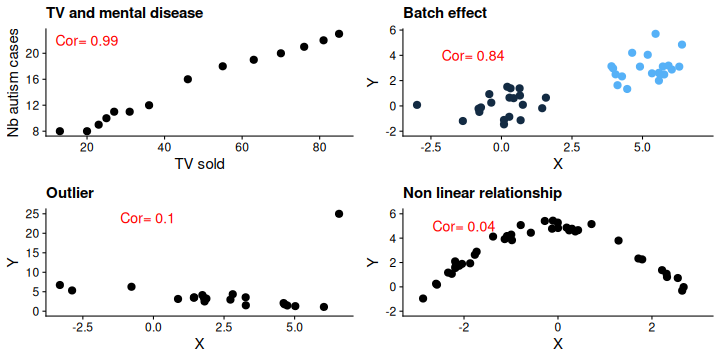 TV and mental disease
Cor= 0.99
Nb autism cases
20
16
12
8
20
40
60
80
TV sold
Batch effect
Cor= 0.84
Y
6
4
2
0
-2
-2.5
0.0
2.5
5.0
X
Outlier
Cor= 0.1
Y
25
20
15
10
5
0
-2.5
0.0
2.5
5.0
X
Non linear relationship
Cor= 0.04
Y
6
4
2
0
-2
-2
0
2
X